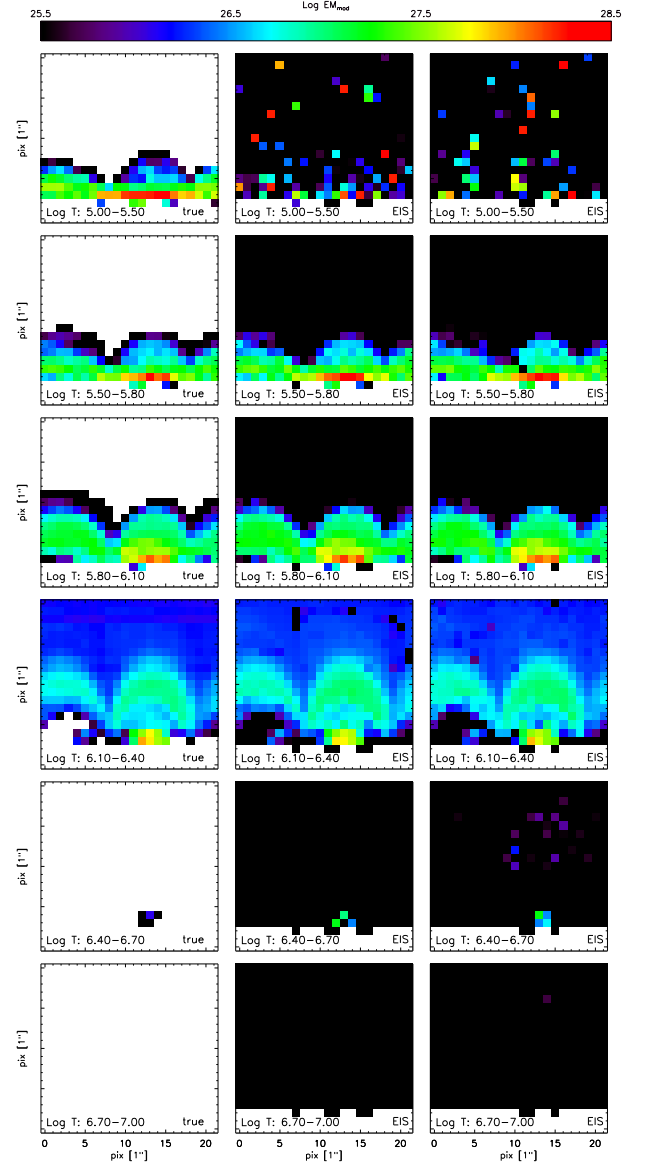 Log EM_mod
25.5 26.5 27.5 28.5
pix [1"]
Log T: 5.00−5.50 true
Log T: 5.00−5.50 EIS
Log T: 5.00−5.50 EIS
pix [1"]
Log T: 5.50−5.80 true
Log T: 5.50−5.80 EIS
Log T: 5.50−5.80 EIS
pix [1"]
Log T: 5.80−6.10 true
Log T: 5.80−6.10 EIS
Log T: 5.80−6.10 EIS
pix [1"]
Log T: 6.10−6.40 true
Log T: 6.10−6.40 EIS
Log T: 6.10−6.40 EIS
pix [1"]
Log T: 6.40−6.70 true
Log T: 6.40−6.70 EIS
Log T: 6.40−6.70 EIS
pix [1"]
Log T: 6.70−7.00 true
Log T: 6.70−7.00 EIS
Log T: 6.70−7.00 EIS
0 5 10 15 20
0 5 10 15 20
0 5 10 15 20
pix [1"]
pix [1"]
pix [1"]